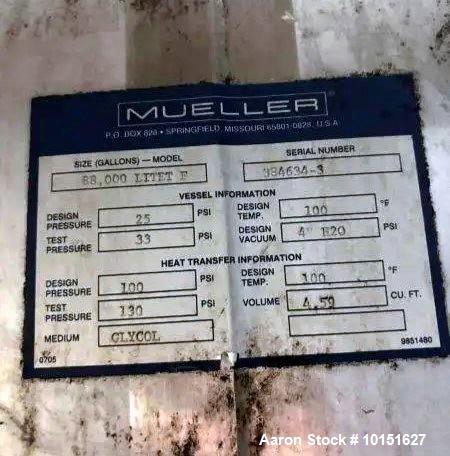 MUELLER
P.O. BOX 828 • SPRINGFIELD, MISSOURI 65801-0828, U.S.A.
SIZE (GALLONS) — MODEL SERIAL NUMBER
88,000 LITET F 384634-3
VESSEL INFORMATION
DESIGN PRESSURE 25 PSI DESIGN TEMP. 100 °F
TEST PRESSURE 33 PSI DESIGN VACUUM 4" H2O PSI
HEAT TRANSFER INFORMATION
DESIGN PRESSURE 100 PSI DESIGN TEMP. 100 °F
TEST PRESSURE 130 PSI VOLUME 4.59 CU. FT.
MEDIUM GLYCOL
0705 9851480
Aaron Stock # 10151627